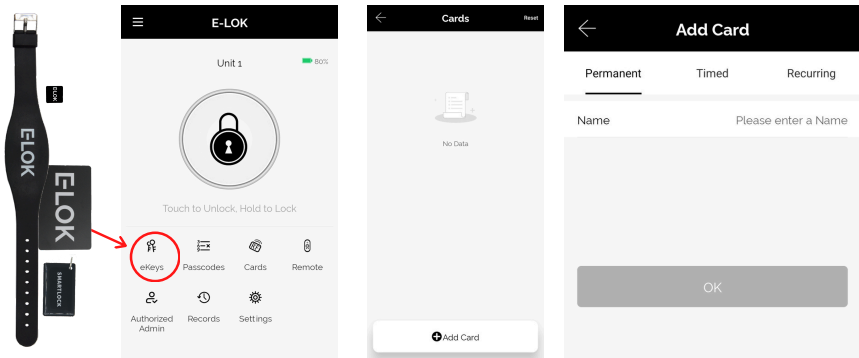 E-LOK
ELOK
E-LOK
SMARTLOCK
E-LOK
Unit 1
80%
Touch to Unlock, Hold to Lock
eKeys
Passcodes
Cards
Remote
Authorized
Admin
Records
Settings
Cards
Reset
No Data
Add Card
Add Card
Permanent
Timed
Recurring
Name
Please enter a Name
OK